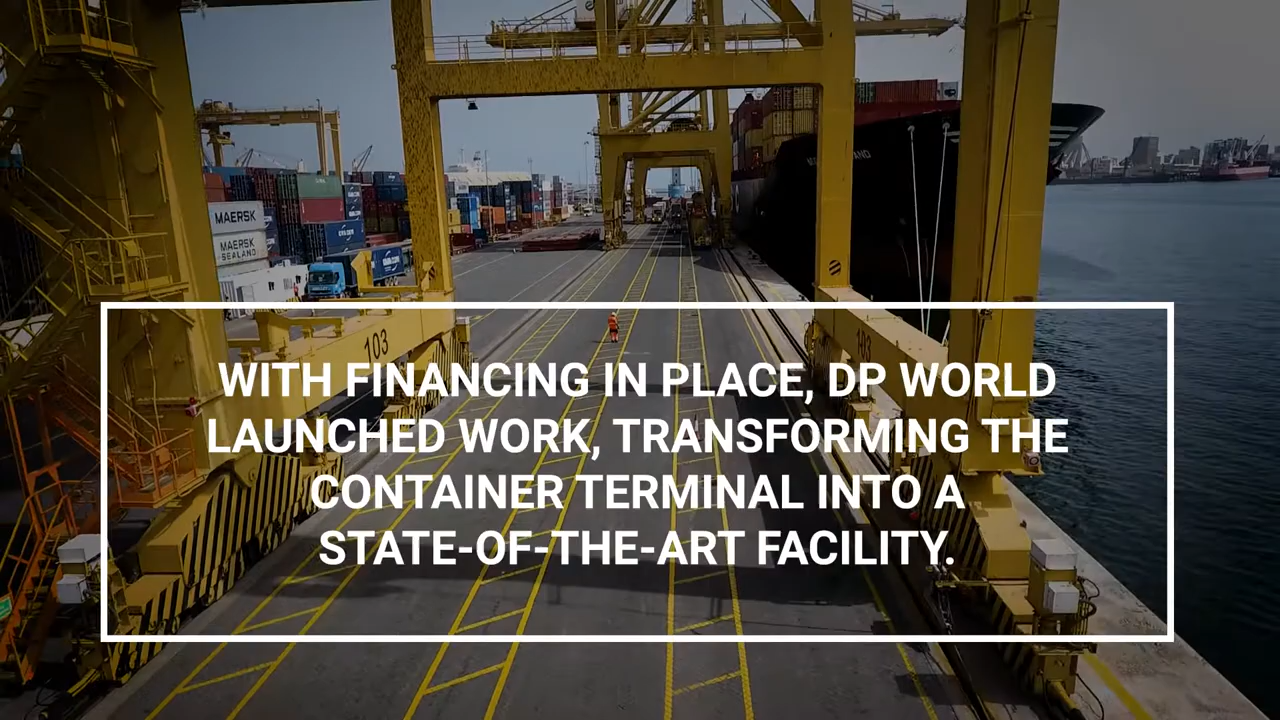 MAERSK
MAERSK
SEALAND
103
103
WITH FINANCING IN PLACE, DP WORLD
LAUNCHED WORK, TRANSFORMING THE
CONTAINER TERMINAL INTO A
STATE-OF-THE-ART FACILITY.